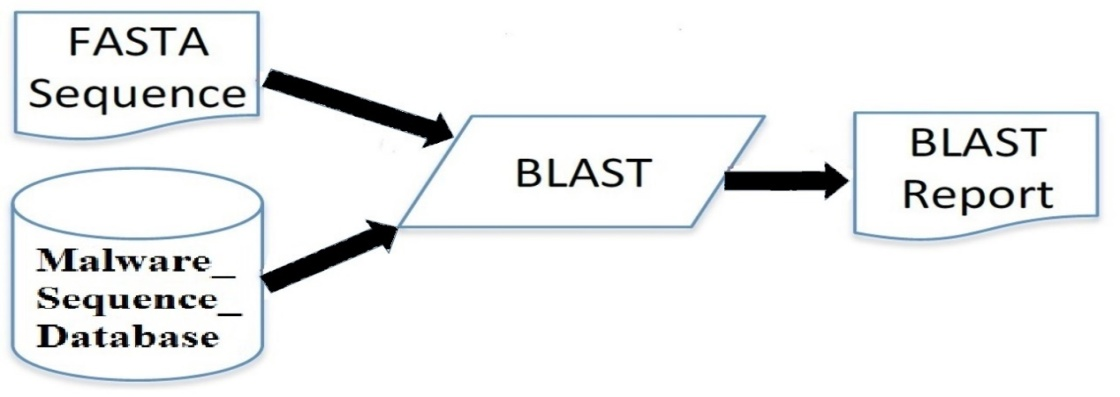 FASTA
Sequence
Malware_
Sequence_
Database
BLAST
BLAST
Report